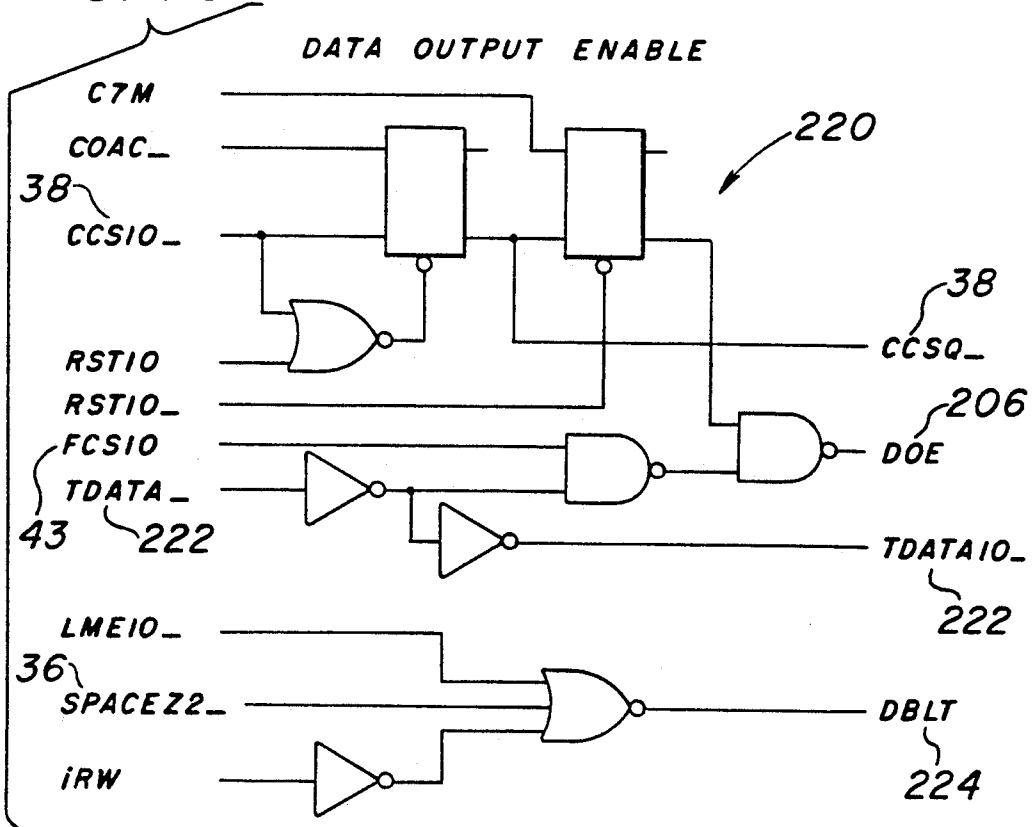 DATA OUTPUT ENABLE
C7M
220
COAC_
38
CCSIO_
38
CCSQ_
RSTIO
RSTIO_
206
FCSIO
DOE
TDATA_
43
222
TDATAIO_
222
LMEIO_
36
SPACEZ2_
DBLT
iRW
224